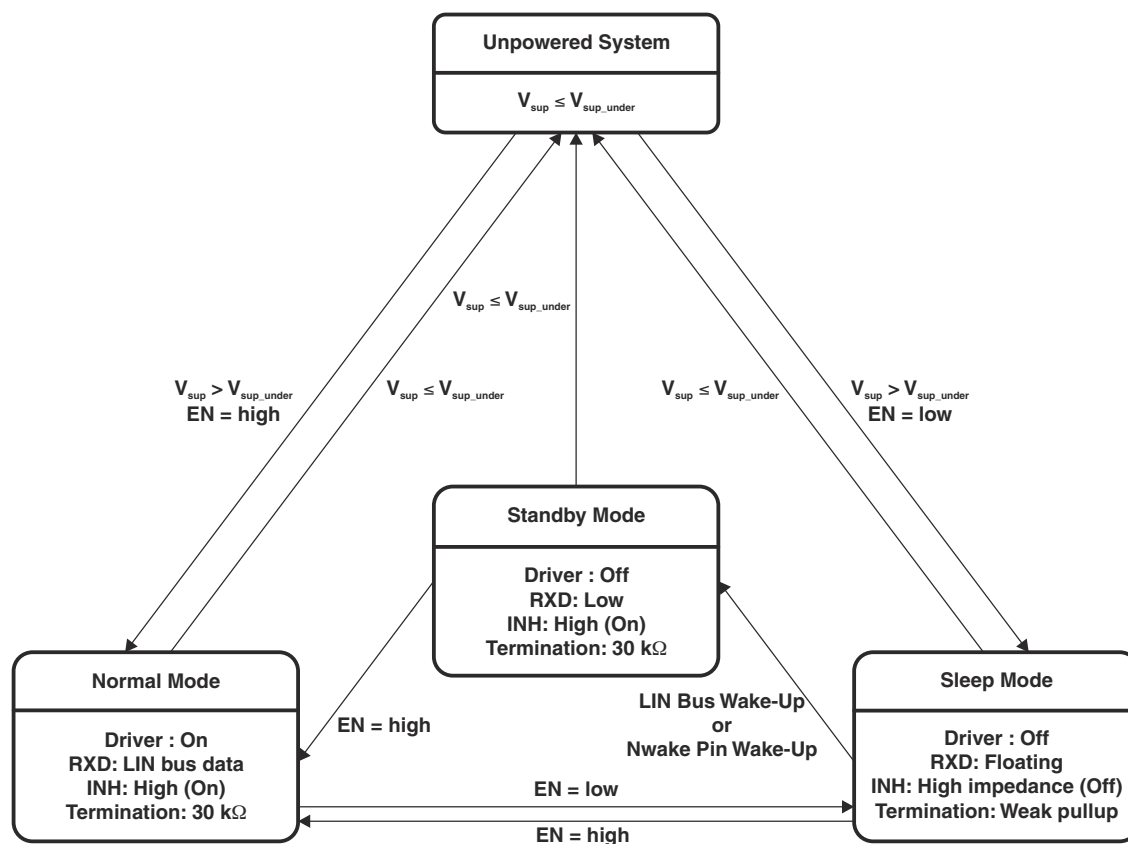 Unpowered System
V_sup ≤ V_sup_under
V_sup ≤ V_sup_under
V_sup > V_sup_under
EN = high
V_sup ≤ V_sup_under
V_sup ≤ V_sup_under
V_sup > V_sup_under
EN = low
Standby Mode
Driver : Off
RXD: Low
INH: High (On)
Termination: 30 kΩ
Normal Mode
Driver : On
RXD: LIN bus data
INH: High (On)
Termination: 30 kΩ
EN = high
LIN Bus Wake-Up
or
Nwake Pin Wake-Up
Sleep Mode
Driver : Off
RXD: Floating
INH: High impedance (Off)
Termination: Weak pullup
EN = low
EN = high